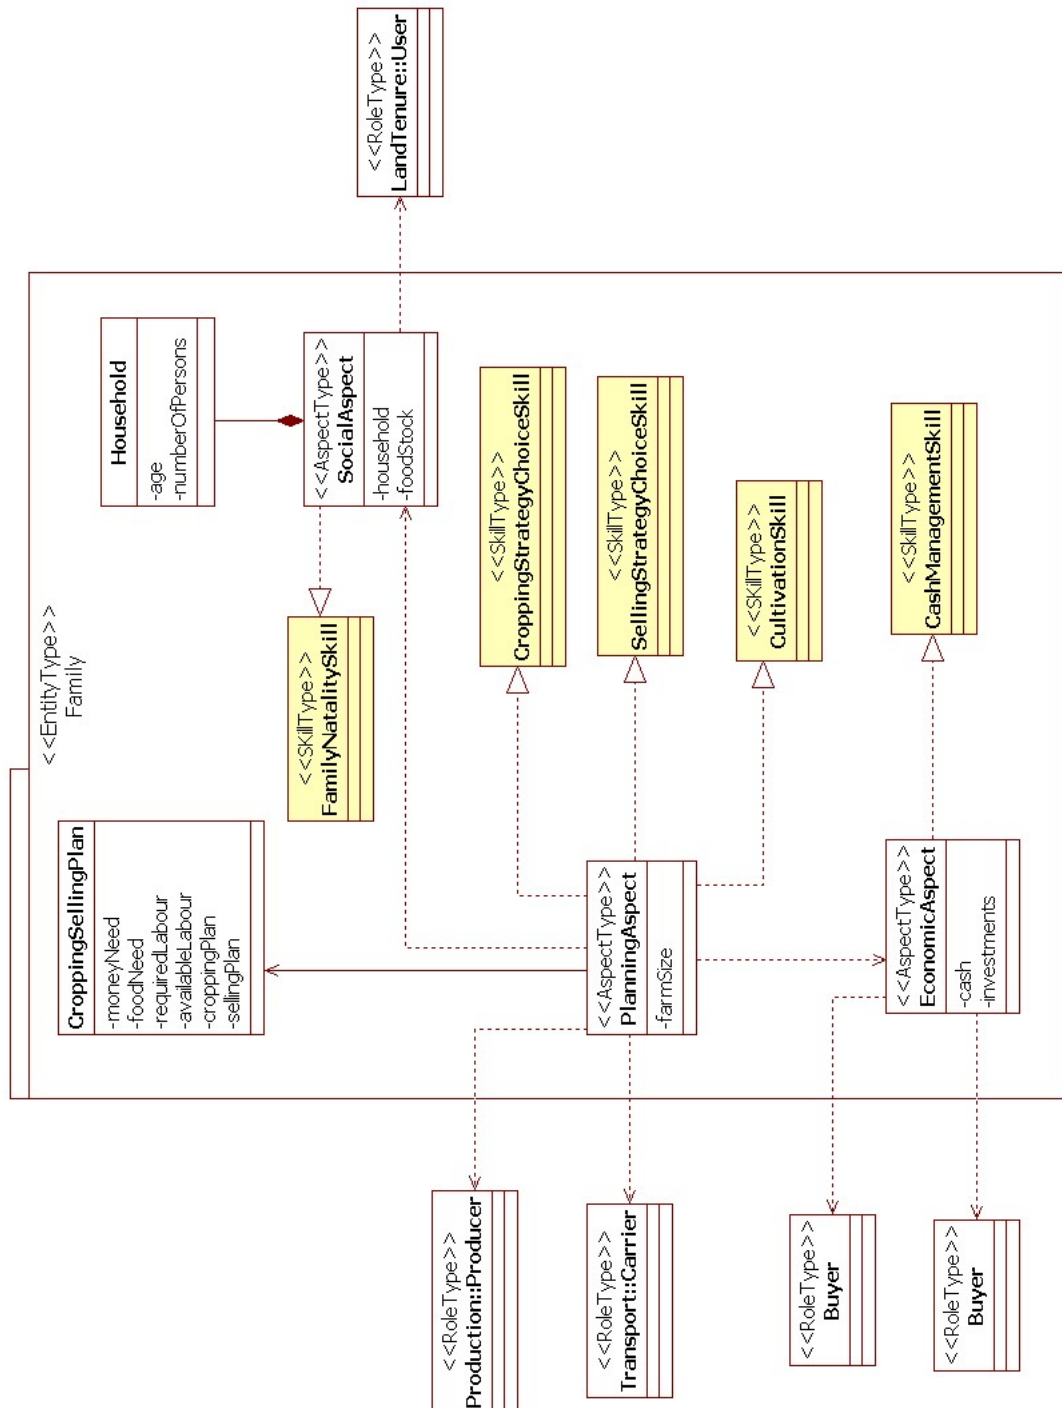 <<EntityType>>
Family
CroppingSellingPlan
-moneyNeed
-foodNeed
-requiredLabour
-availableLabour
-croppingPlan
-sellingPlan
Household
-age
-numberOfPersons
<<SKillType>>
FamilyNatalitySkill
<<AspectType>>
SocialAspect
-household
-foodStock
<<RoleType>>
LandTenure::User
<<RoleType>>
Production::Producer
<<SkillType>>
CroppingStrategyChoiceSkill
<<RoleType>>
Transport::Carrier
<<AspectType>>
PlanningAspect
-farmSize
<<SkillType>>
SellingStrategyChoiceSkill
<<SKillType>>
CultivationSkill
<<RoleType>>
Buyer
<<AspectType>>
EconomicAspect
-cash
-investments
<<SkillType>>
CashManagementSkill
<<RoleType>>
Buyer